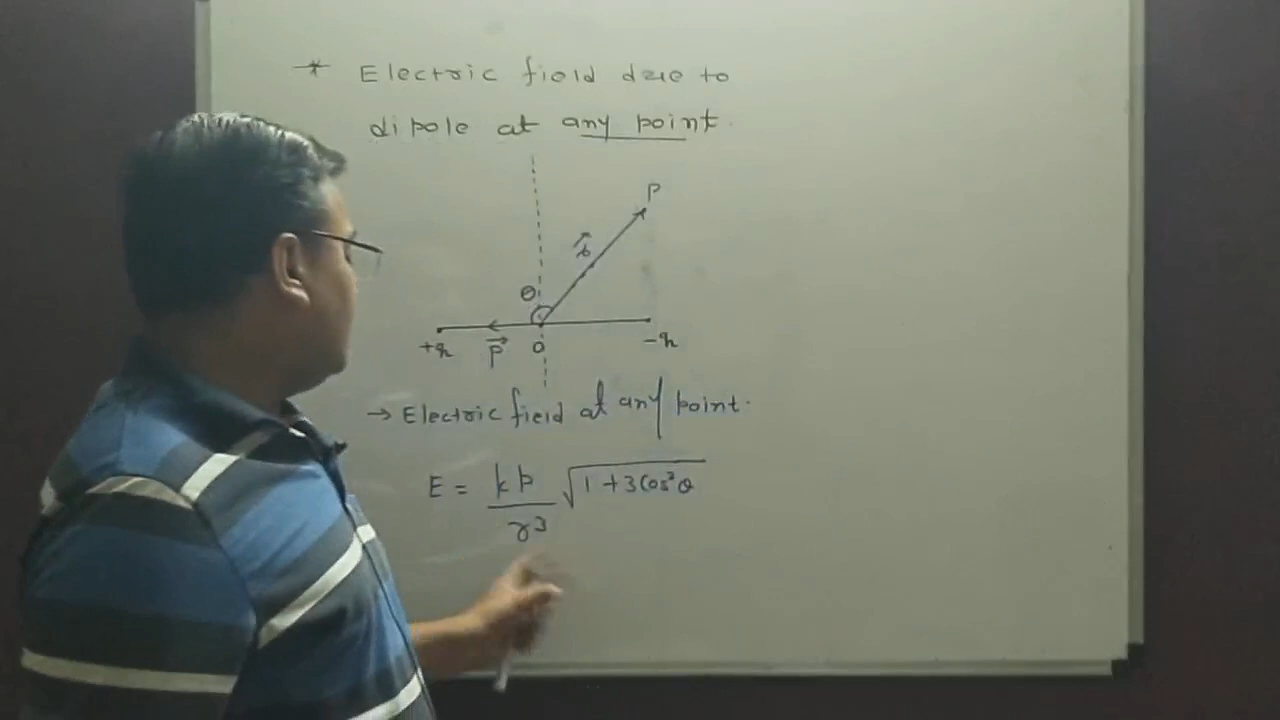 * Electric field due to
dipole at any point.
P
r⃗
θ
+q p⃗ O -q
→ Electric field at any point.
E = kp/r³ √(1+3cos²θ)